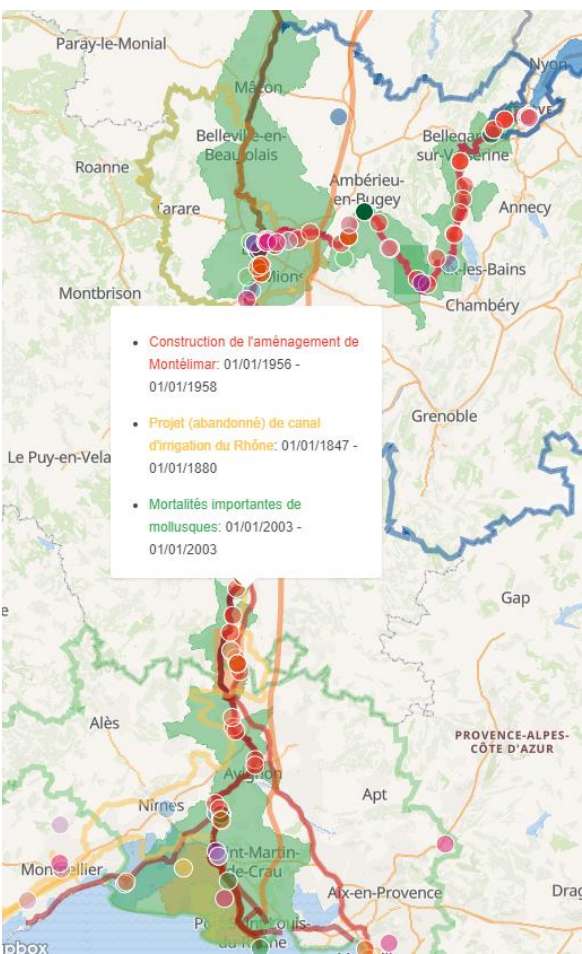 Paray-le-Monial
Nyon
Mâcon
Belleville-en-
Beaujolais
Bellegarde-
sur-Valserine
Roanne
Ambérieu-
en-Bugey
Tarare
Annecy
Mions
-les-Bains
Montbrison
Chambéry
• Construction de l'aménagement de
Montélimar: 01/01/1956 -
01/01/1958
• Projet (abandonné) de canal
d'irrigation du Rhône: 01/01/1847 -
01/01/1880
• Mortalités importantes de
mollusques: 01/01/2003 -
01/01/2003
Grenoble
Le Puy-en-Vela
Gap
Alès
PROVENCE-ALPES-
CÔTE D'AZUR
Avignon
Apt
Nîmes
Saint-Martin-
de-Crau
Montpellier
Aix-en-Provence
Drag
Port-Saint-Louis-
du-Rhône
pbox